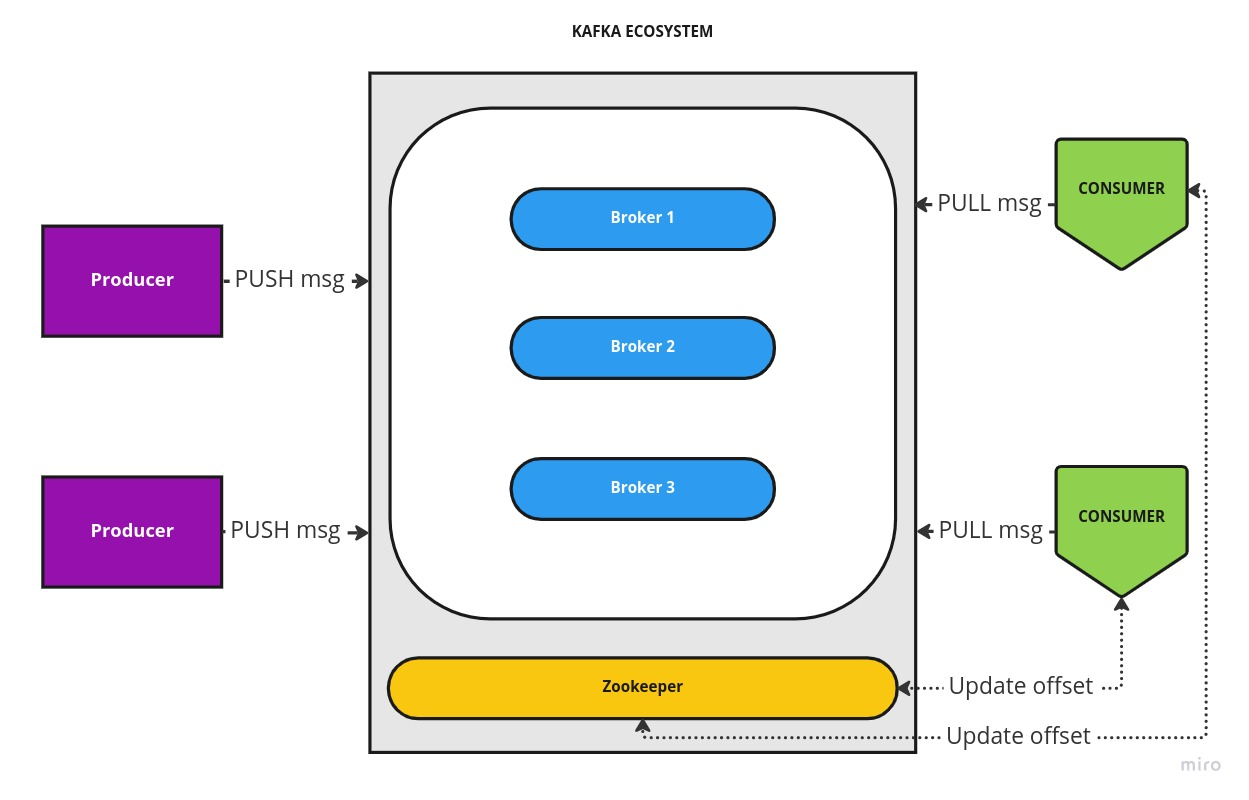 KAFKA ECOSYSTEM
Broker 1
CONSUMER
PULL msg
Producer
PUSH msg
Broker 2
Broker 3
CONSUMER
PULL msg
Producer
PUSH msg
Zookeeper
Update offset
Update offset
miro